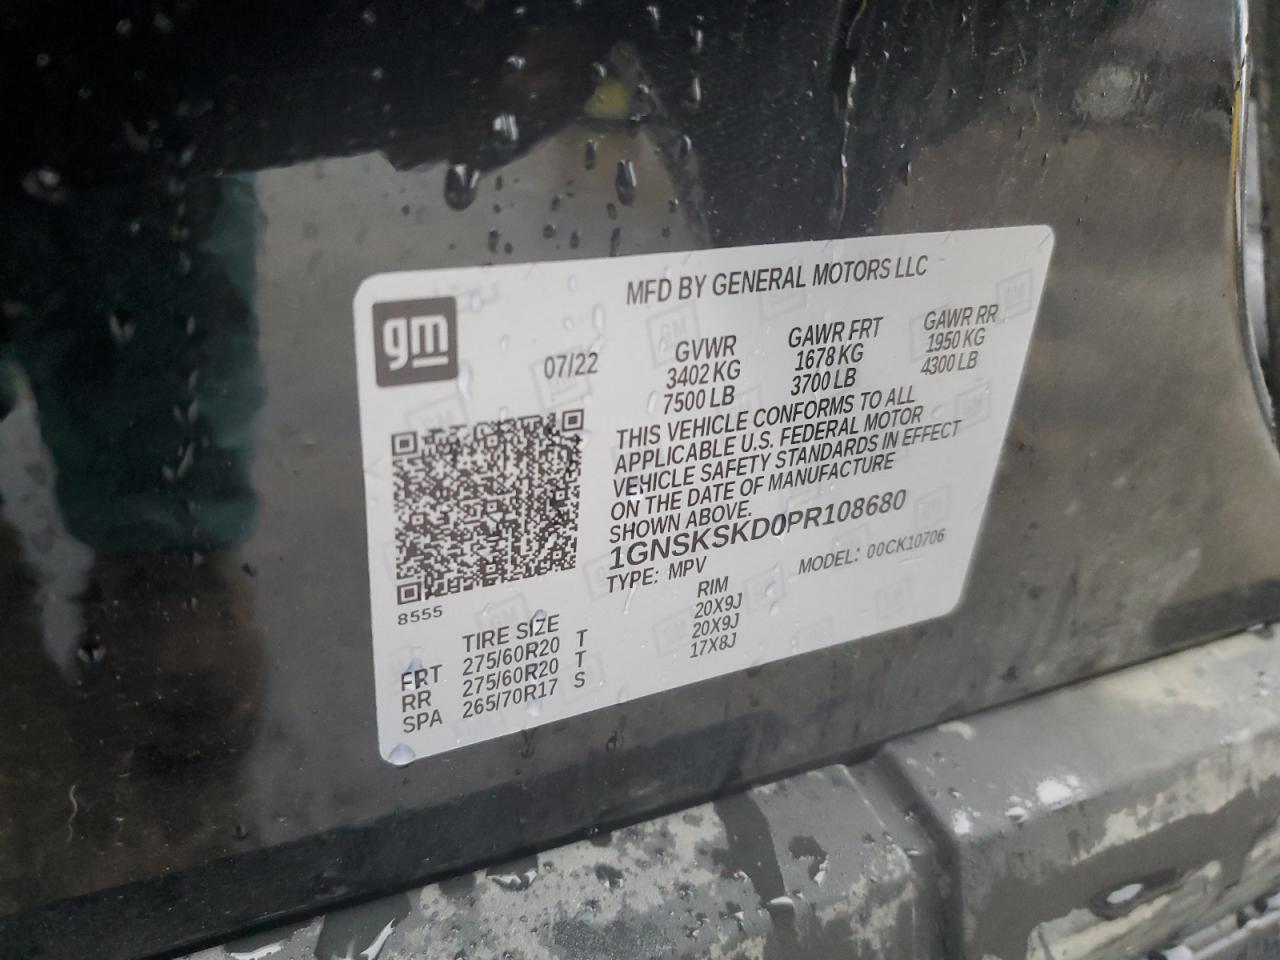 MFD BY GENERAL MOTORS LLC
gm
07/22
GVWR GAWR FRT GAWR RR
3402 KG 1678 KG 1950 KG
7500 LB 3700 LB 4300 LB
THIS VEHICLE CONFORMS TO ALL
APPLICABLE U.S. FEDERAL MOTOR
VEHICLE SAFETY STANDARDS IN EFFECT
ON THE DATE OF MANUFACTURE
SHOWN ABOVE.
1GNSKSKD0PR108680
TYPE: MPV MODEL: 00CK10706
8555
TIRE SIZE RIM
FRT 275/60R20 T 20X9J
RR 275/60R20 T 20X9J
SPA 265/70R17 S 17X8J